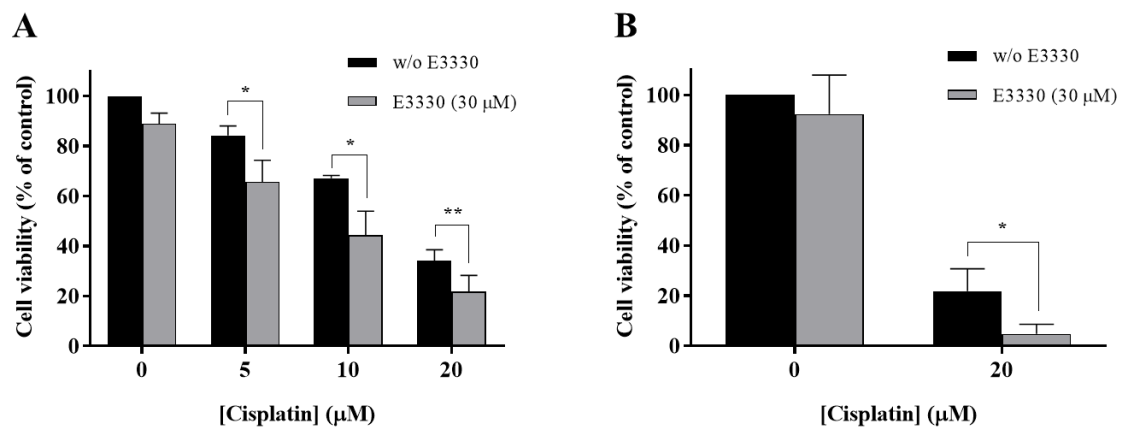 A
w/o E3330
E3330 (30 μM)
Cell viability (% of control)
100
80
60
40
20
0
*
*
**
0 5 10 20
[Cisplatin] (μM)
B
w/o E3330
E3330 (30 μM)
Cell viability (% of control)
100
80
60
40
20
0
*
0 20
[Cisplatin] (μM)